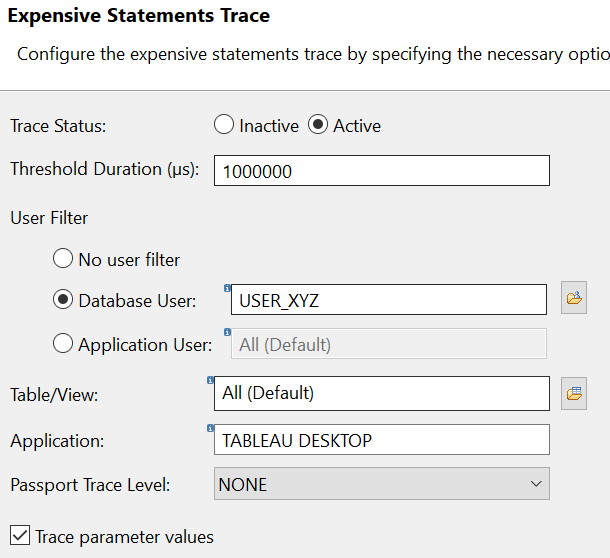 Expensive Statements Trace
Configure the expensive statements trace by specifying the necessary optio
Trace Status: Inactive Active
Threshold Duration (µs): 1000000
User Filter
No user filter
Database User: USER_XYZ
Application User: All (Default)
Table/View: All (Default)
Application: TABLEAU DESKTOP
Passport Trace Level: NONE
Trace parameter values